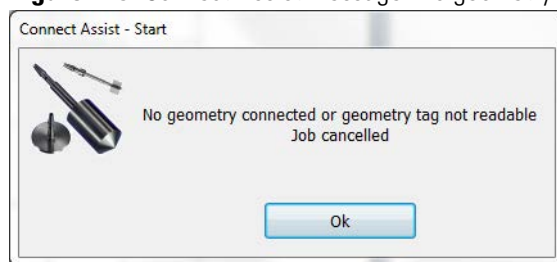 Connect Assist - Start
No geometry connected or geometry tag not readable
Job cancelled
Ok